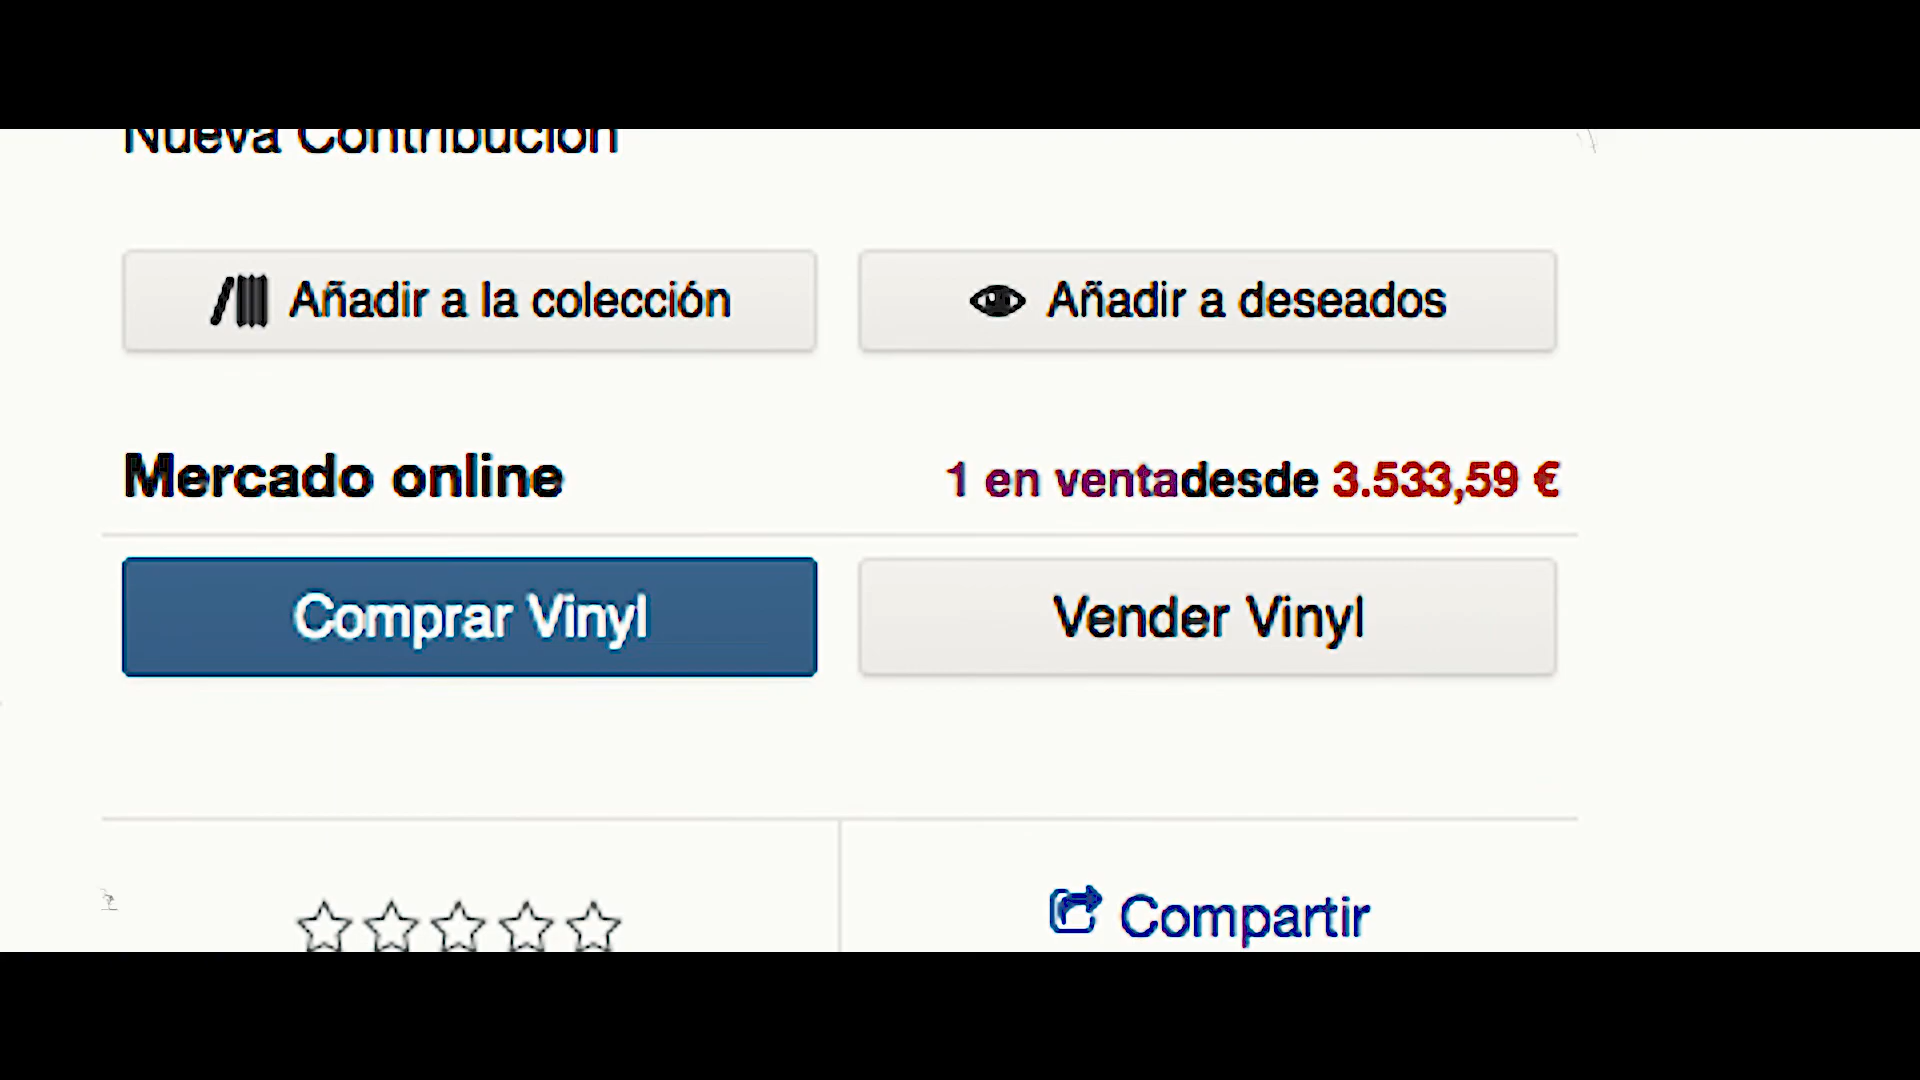 Nueva Contribución
Añadir a la colección
Añadir a deseados
Mercado online
1 en ventadesde 3.533,59 €
Comprar Vinyl
Vender Vinyl
Compartir